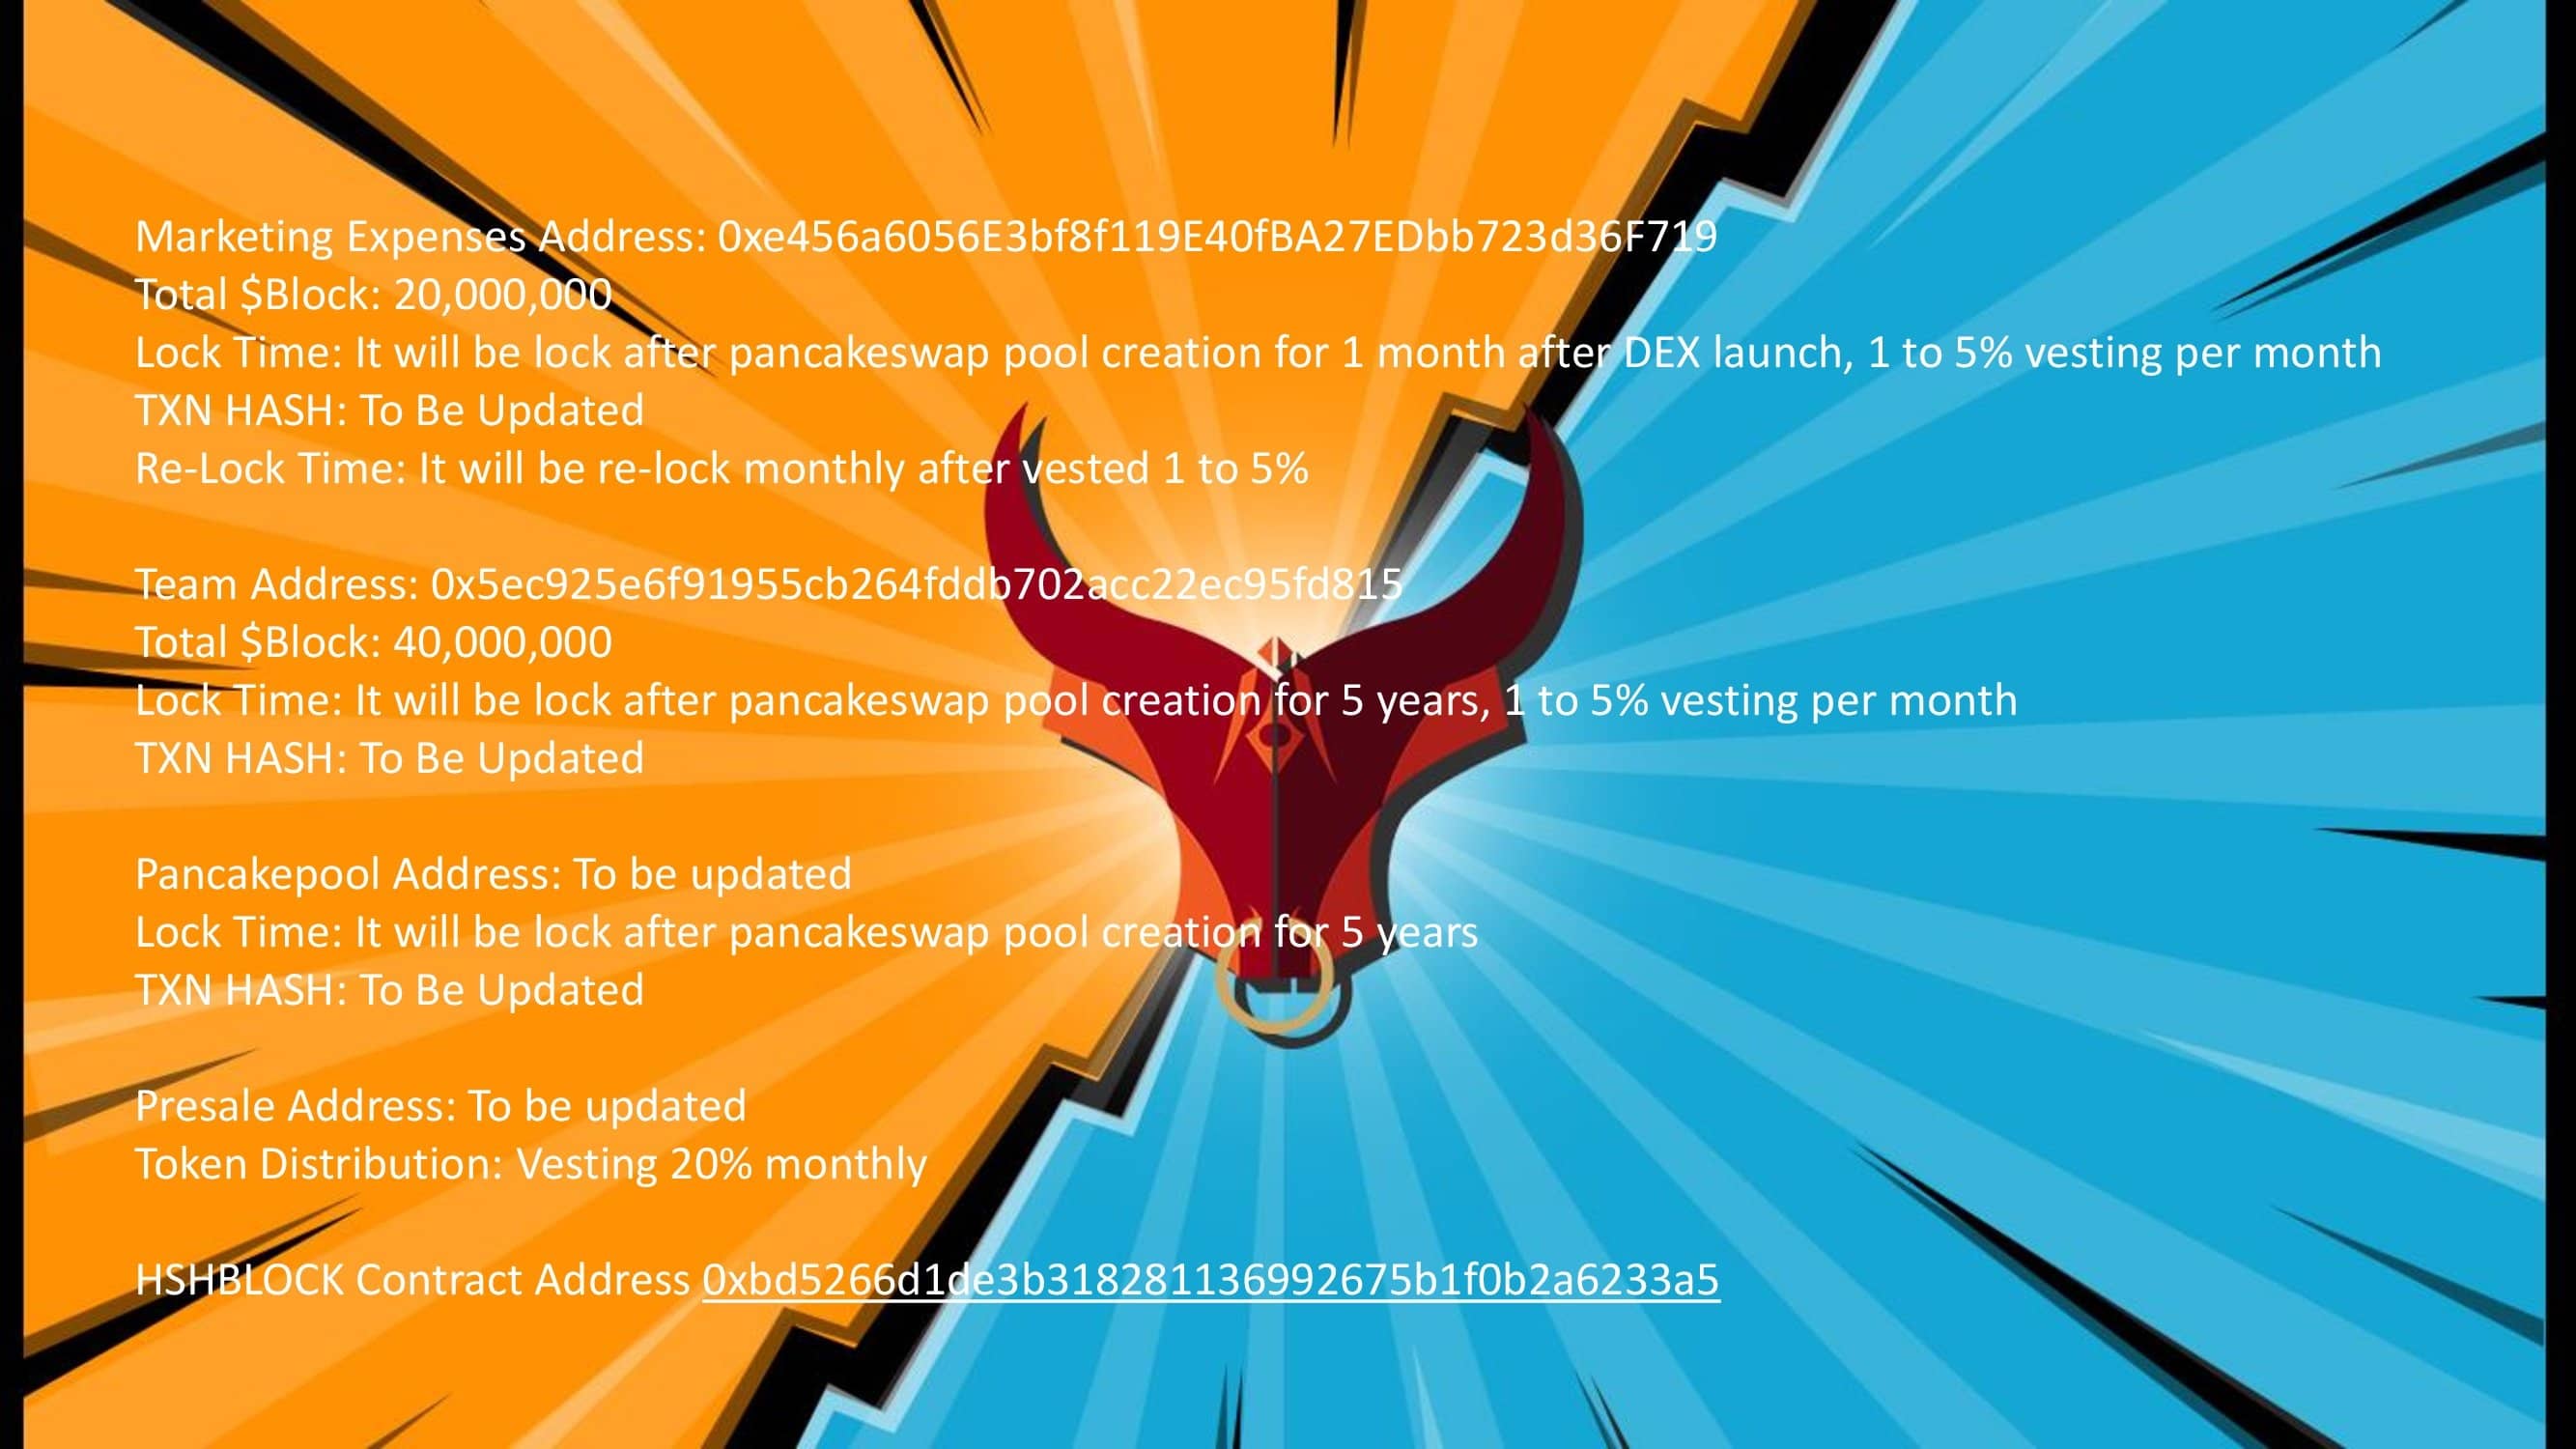 Marketing Expenses Address: 0xe456a6056E3bf8f119E40fBA27EDbb723d36F719
Total $Block: 20,000,000
Lock Time: It will be lock after pancakeswap pool creation for 1 month after DEX launch, 1 to 5% vesting per month
TXN HASH: To Be Updated
Re-Lock Time: It will be re-lock monthly after vested 1 to 5%
Team Address: 0x5ec925e6f91955cb264fddb702acc22ec95fd815
Total $Block: 40,000,000
Lock Time: It will be lock after pancakeswap pool creation for 5 years, 1 to 5% vesting per month
TXN HASH: To Be Updated
Pancakepool Address: To be updated
Lock Time: It will be lock after pancakeswap pool creation for 5 years
TXN HASH: To Be Updated
Presale Address: To be updated
Token Distribution: Vesting 20% monthly
HSHBLOCK Contract Address 0xbd5266d1de3b318281136992675b1f0b2a6233a5